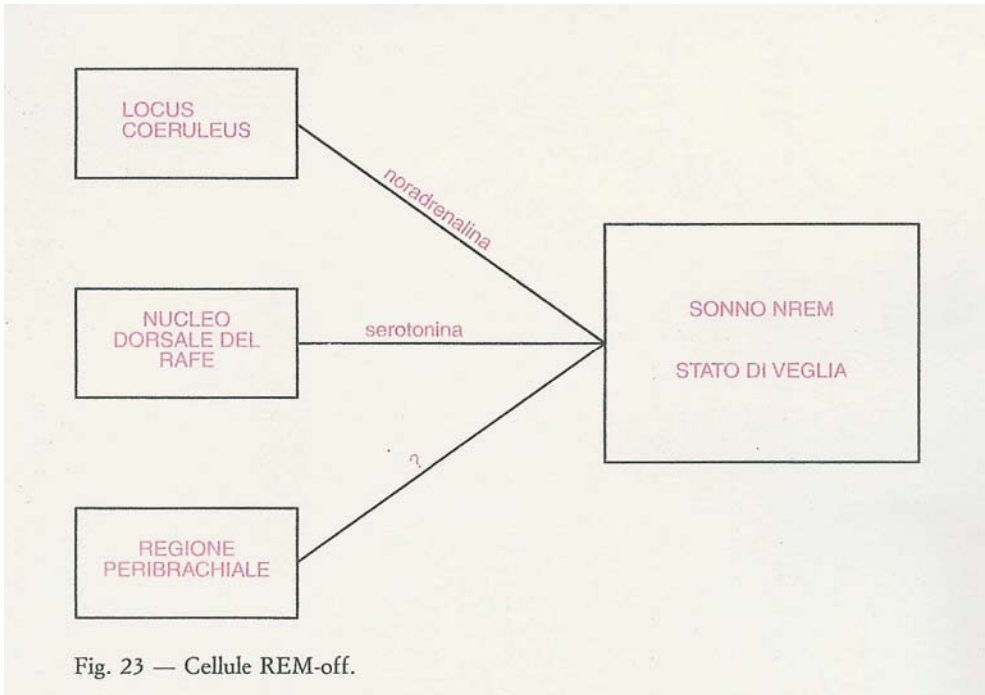 LOCUS
COERULEUS
noradrenalina
NUCLEO
DORSALE DEL
RAFE
serotonina
SONNO NREM
STATO DI VEGLIA
?
REGIONE
PERIBRACHIALE
Fig. 23 — Cellule REM-off.